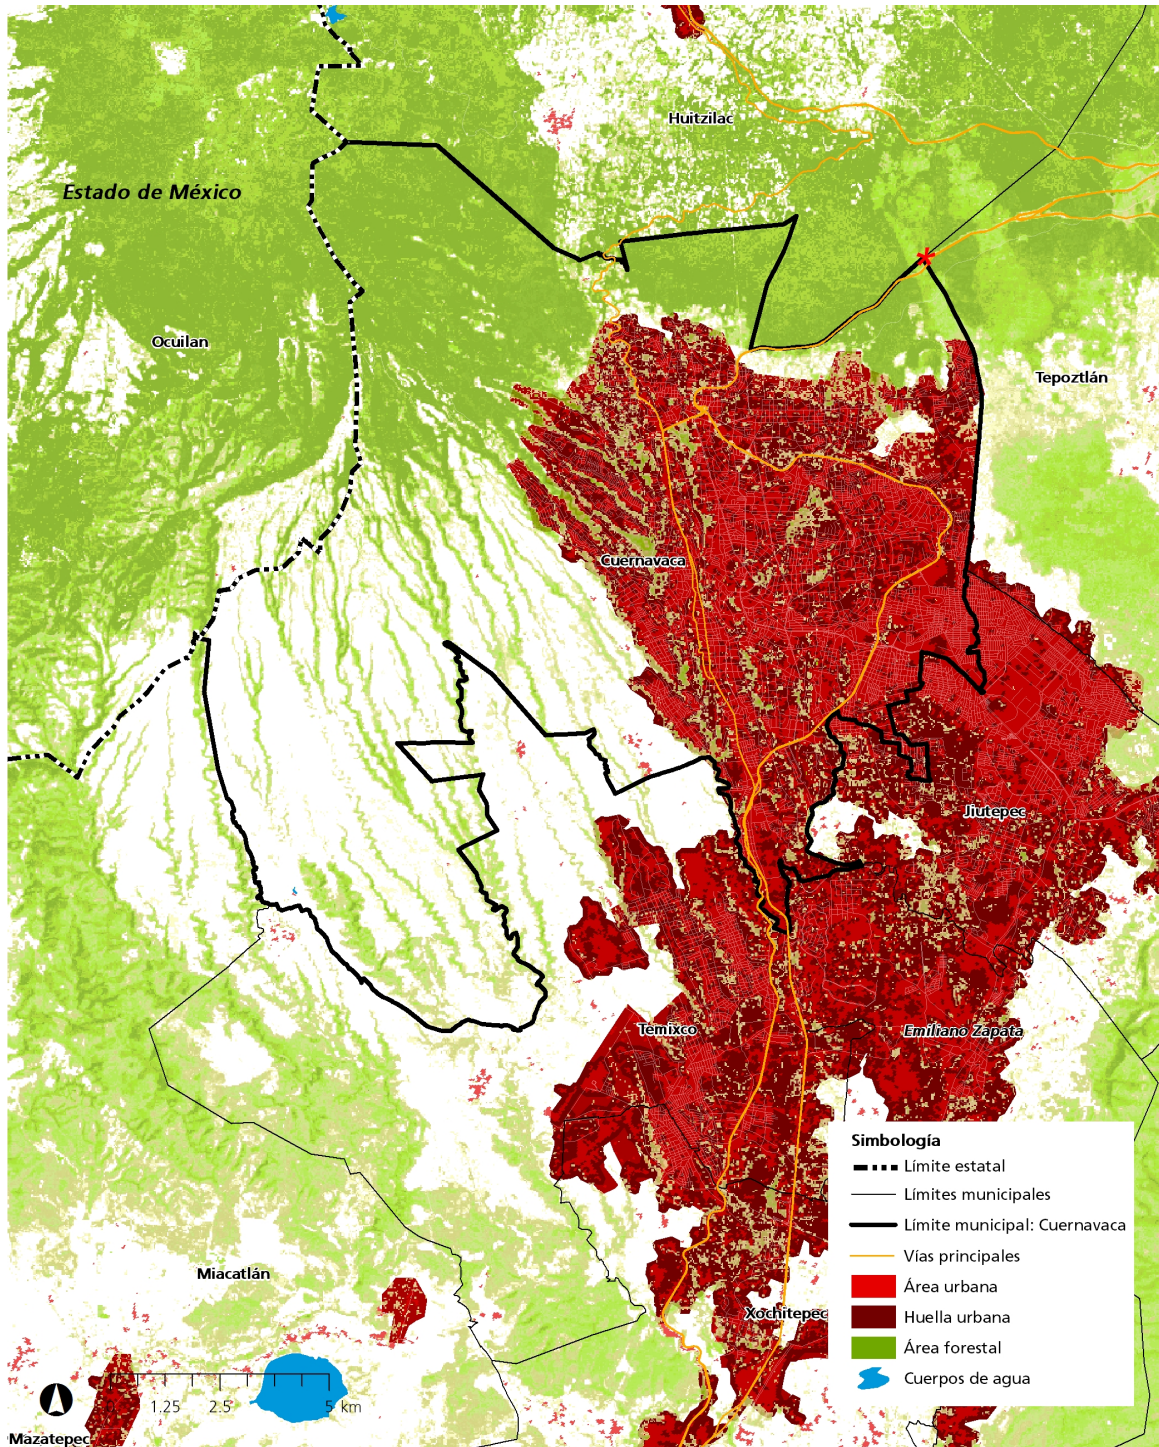 Huitzilac
Estado de México
Ocuilan
Tepoztlán
Cuernavaca
Jiutepec
Temixco
Emiliano Zapata
Simbología
Límite estatal
Límites municipales
Límite municipal: Cuernavaca
Vías principales
Área urbana
Huella urbana
Área forestal
Cuerpos de agua
Miacatlán
Xochitepec
1.25
2.5
5 km
Mazatepec